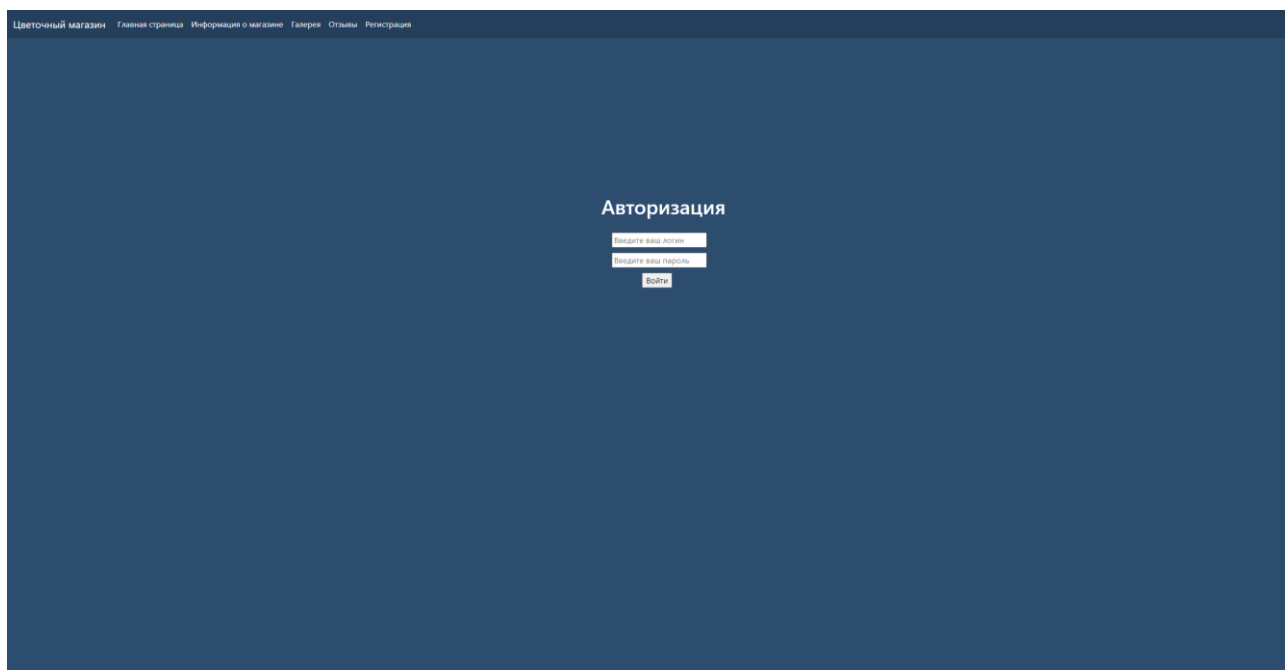 Цветочный магазин Главная страница Информация о магазине Галерея Отзывы Регистрация
Авторизация
Введите ваш логин
Введите ваш пароль
Войти